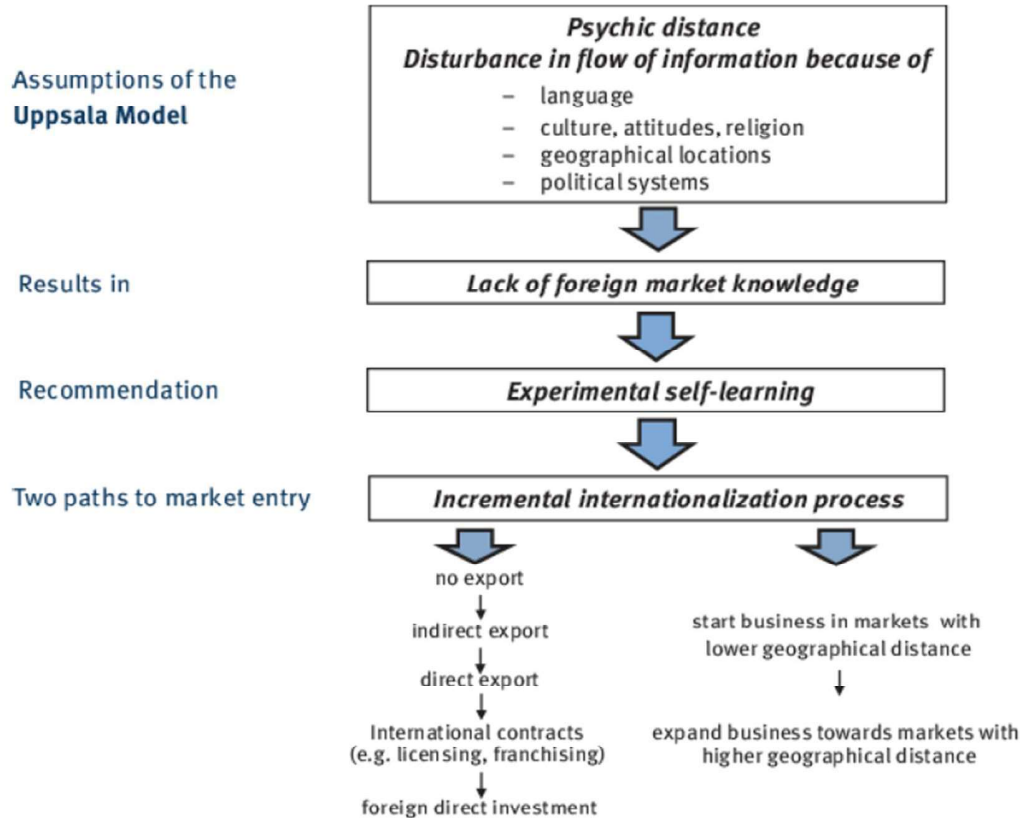 Psychic distance
Disturbance in flow of information because of
Assumptions of the
Uppsala Model
– language
– culture, attitudes, religion
– geographical locations
– political systems
Results in
Lack of foreign market knowledge
Recommendation
Experimental self-learning
Two paths to market entry
Incremental internationalization process
no export
indirect export
direct export
International contracts
(e.g. licensing, franchising)
foreign direct investment
start business in markets with
lower geographical distance
expand business towards markets with
higher geographical distance